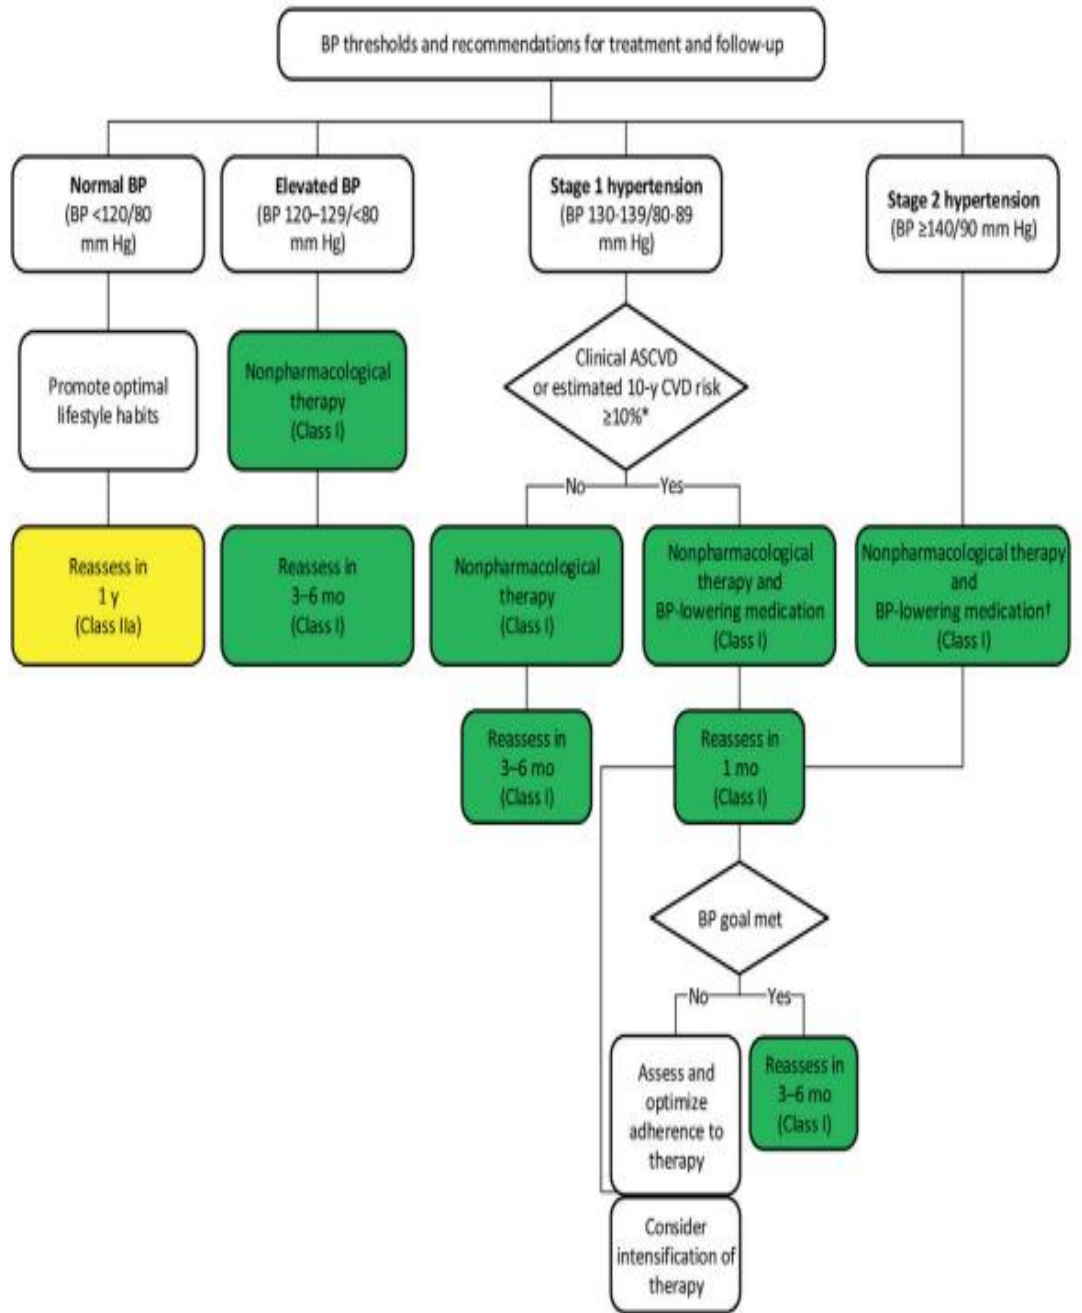 BP thresholds and recommendations for treatment and follow-up
Normal BP
(BP <120/80
mm Hg)
Elevated BP
(BP 120–129/<80
mm Hg)
Stage 1 hypertension
(BP 130-139/80-89
mm Hg)
Stage 2 hypertension
(BP ≥140/90 mm Hg)
Promote optimal
lifestyle habits
Nonpharmacological
therapy
(Class I)
Clinical ASCVD
or estimated 10-y CVD risk
≥10%*
No
Yes
Reassess in
1 y
(Class IIa)
Reassess in
3–6 mo
(Class I)
Nonpharmacological
therapy
(Class I)
Nonpharmacological
therapy and
BP-lowering medication
(Class I)
Nonpharmacological therapy
and
BP-lowering medication†
(Class I)
Reassess in
3–6 mo
(Class I)
Reassess in
1 mo
(Class I)
BP goal met
No
Yes
Assess and
optimize
adherence to
therapy
Reassess in
3–6 mo
(Class I)
Consider
intensification of
therapy